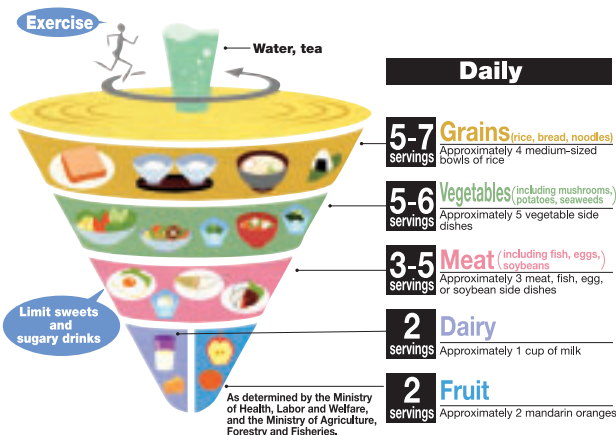 Exercise
Water, tea
Daily
5-7
servings
Grains (rice, bread, noodles)
Approximately 4 medium-sized
bowls of rice
5-6
servings
Vegetables (including mushrooms,
potatoes, seaweeds)
Approximately 5 vegetable side
dishes
3-5
servings
Meat (including fish, eggs,
soybeans)
Approximately 3 meat, fish, egg,
or soybean side dishes
Limit sweets
and
sugary drinks
2
servings
Dairy
Approximately 1 cup of milk
2
servings
Fruit
Approximately 2 mandarin oranges
As determined by the Ministry
of Health, Labor and Welfare,
and the Ministry of Agriculture,
Forestry and Fisheries.